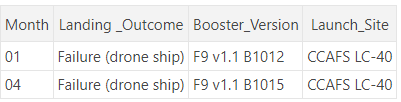 Month Landing _Outcome Booster_Version Launch_Site
01 Failure (drone ship) F9 v1.1 B1012 CCAFS LC-40
04 Failure (drone ship) F9 v1.1 B1015 CCAFS LC-40